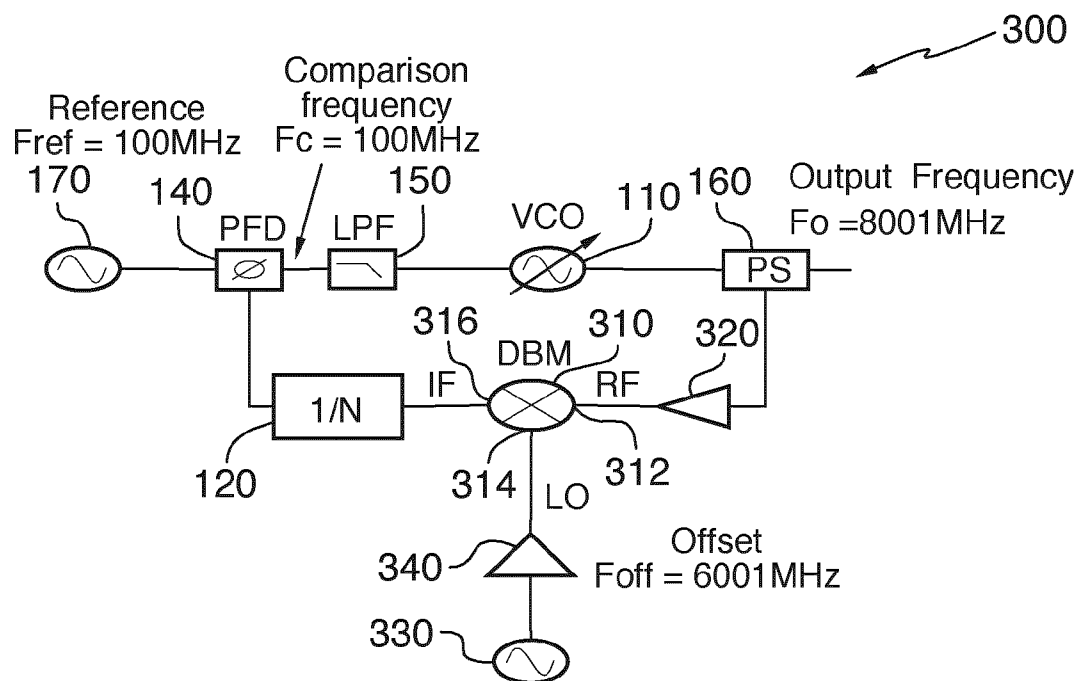 300
Comparison
frequency
Fc = 100MHz
Reference
Fref = 100MHz
170
140
150
110
160
Output Frequency
Fo =8001MHz
PFD
LPF
VCO
PS
316
310
320
DBM
IF
RF
1/N
120
314
312
LO
340
Offset
Foff = 6001MHz
330